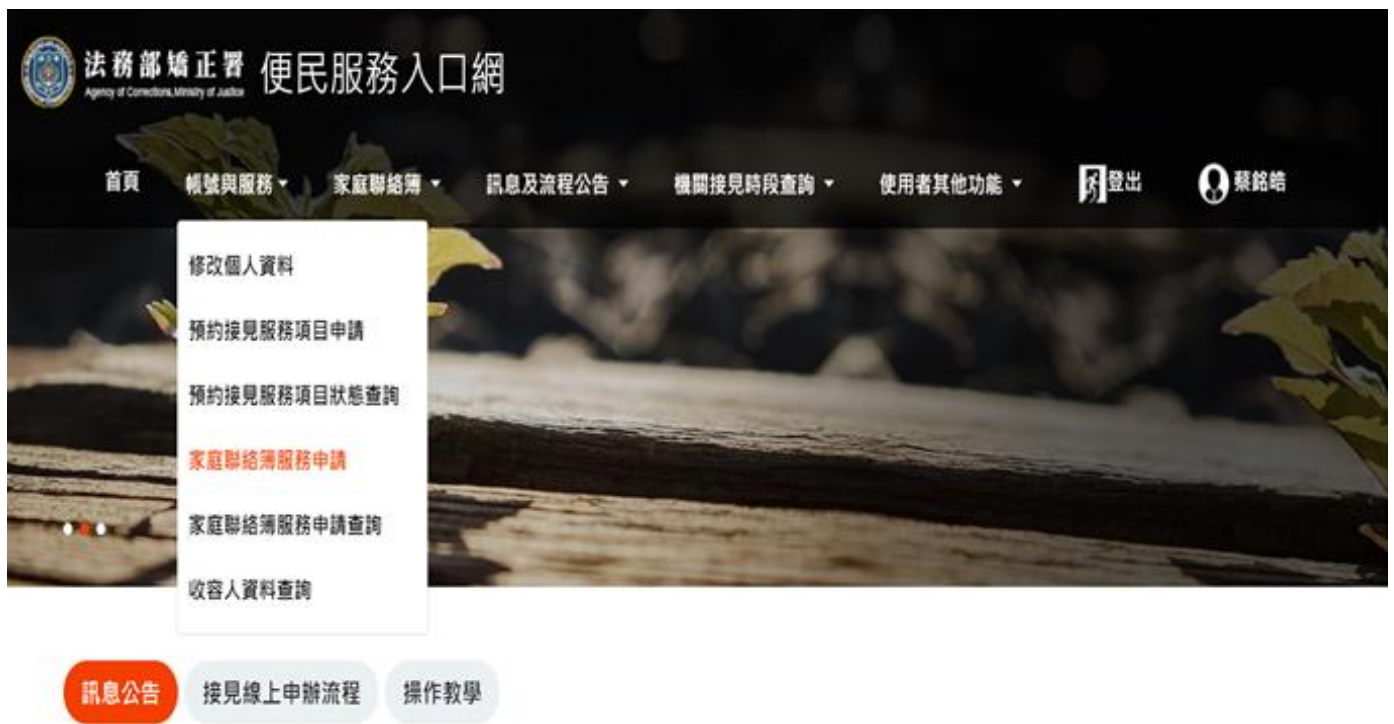 法務部矯正署 便民服務入口網
Agency of Corrections, Ministry of Justice
首頁 帳號與服務 家庭聯絡簿 訊息及流程公告 機關接見時段查詢 使用者其他功能 登出 蔡銘皓
修改個人資料
預約接見服務項目申請
預約接見服務項目狀態查詢
家庭聯絡簿服務申請
家庭聯絡簿服務申請查詢
收容人資料查詢
訊息公告 接見線上申辦流程 操作教學